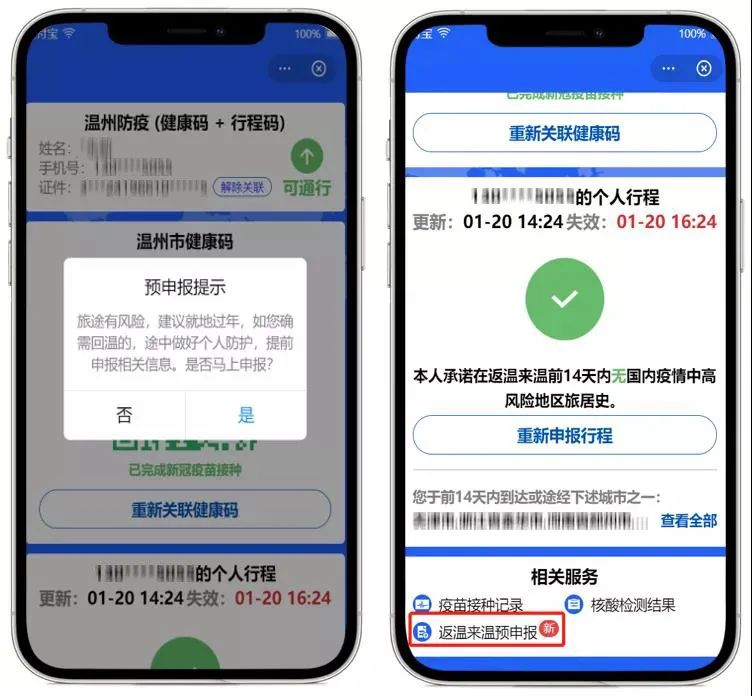 付宝
100%
温州防疫 (健康码 + 行程码)
姓名：
手机号：
证件：
解除关联
可通行
温州市健康码
预申报提示
旅途有风险，建议就地过年，如您确
需回温的，途中做好个人防护，提前
申报相关信息。是否马上申报？
否
是
已完成新冠疫苗接种
重新关联健康码
的个人行程
更新：01-20 14:24 失效：01-20 16:24
宝
100%
已完成新冠疫苗接种
重新关联健康码
的个人行程
更新：01-20 14:24 失效：01-20 16:24
本人承诺在返温来温前14天内无国内疫情中高
风险地区旅居史。
重新申报行程
您于前14天内到达或途经下述城市之一：
查看全部
相关服务
疫苗接种记录
核酸检测结果
返温来温预申报
新